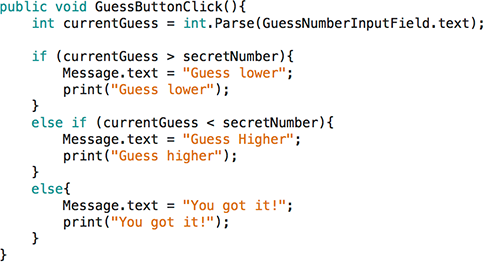 public void GuessButtonClick(){
    int currentGuess = int.Parse(GuessNumberInputField.text);

    if (currentGuess > secretNumber){
        Message.text = "Guess lower";
        print("Guess lower");
    }
    else if (currentGuess < secretNumber){
        Message.text = "Guess Higher";
        print("Guess higher");
    }
    else{
        Message.text = "You got it!";
        print("You got it!");
    }
}